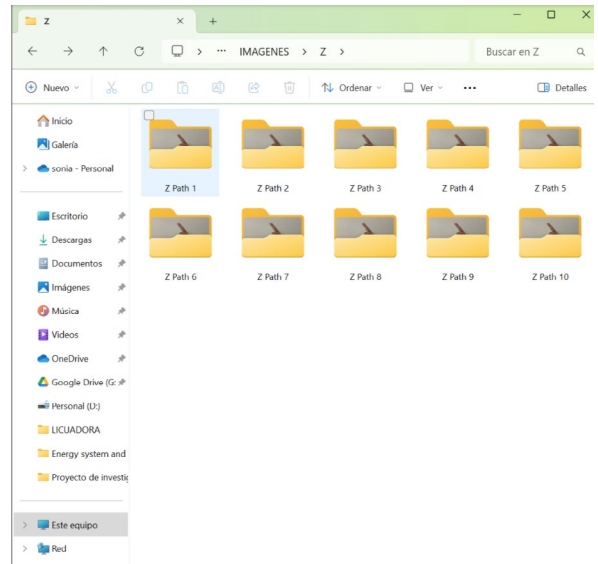 Z
IMAGENES > Z >
Buscar en Z
Nuevo
Ordenar
Ver
Detalles
Inicio
Galería
sonia - Personal
Escritorio
Descargas
Documentos
Imágenes
Música
Videos
OneDrive
Google Drive (G:
Personal (D:)
LICUADORA
Energy system and
Proyecto de investig
Este equipo
Red
Z Path 1 Z Path 2 Z Path 3 Z Path 4 Z Path 5
Z Path 6 Z Path 7 Z Path 8 Z Path 9 Z Path 10